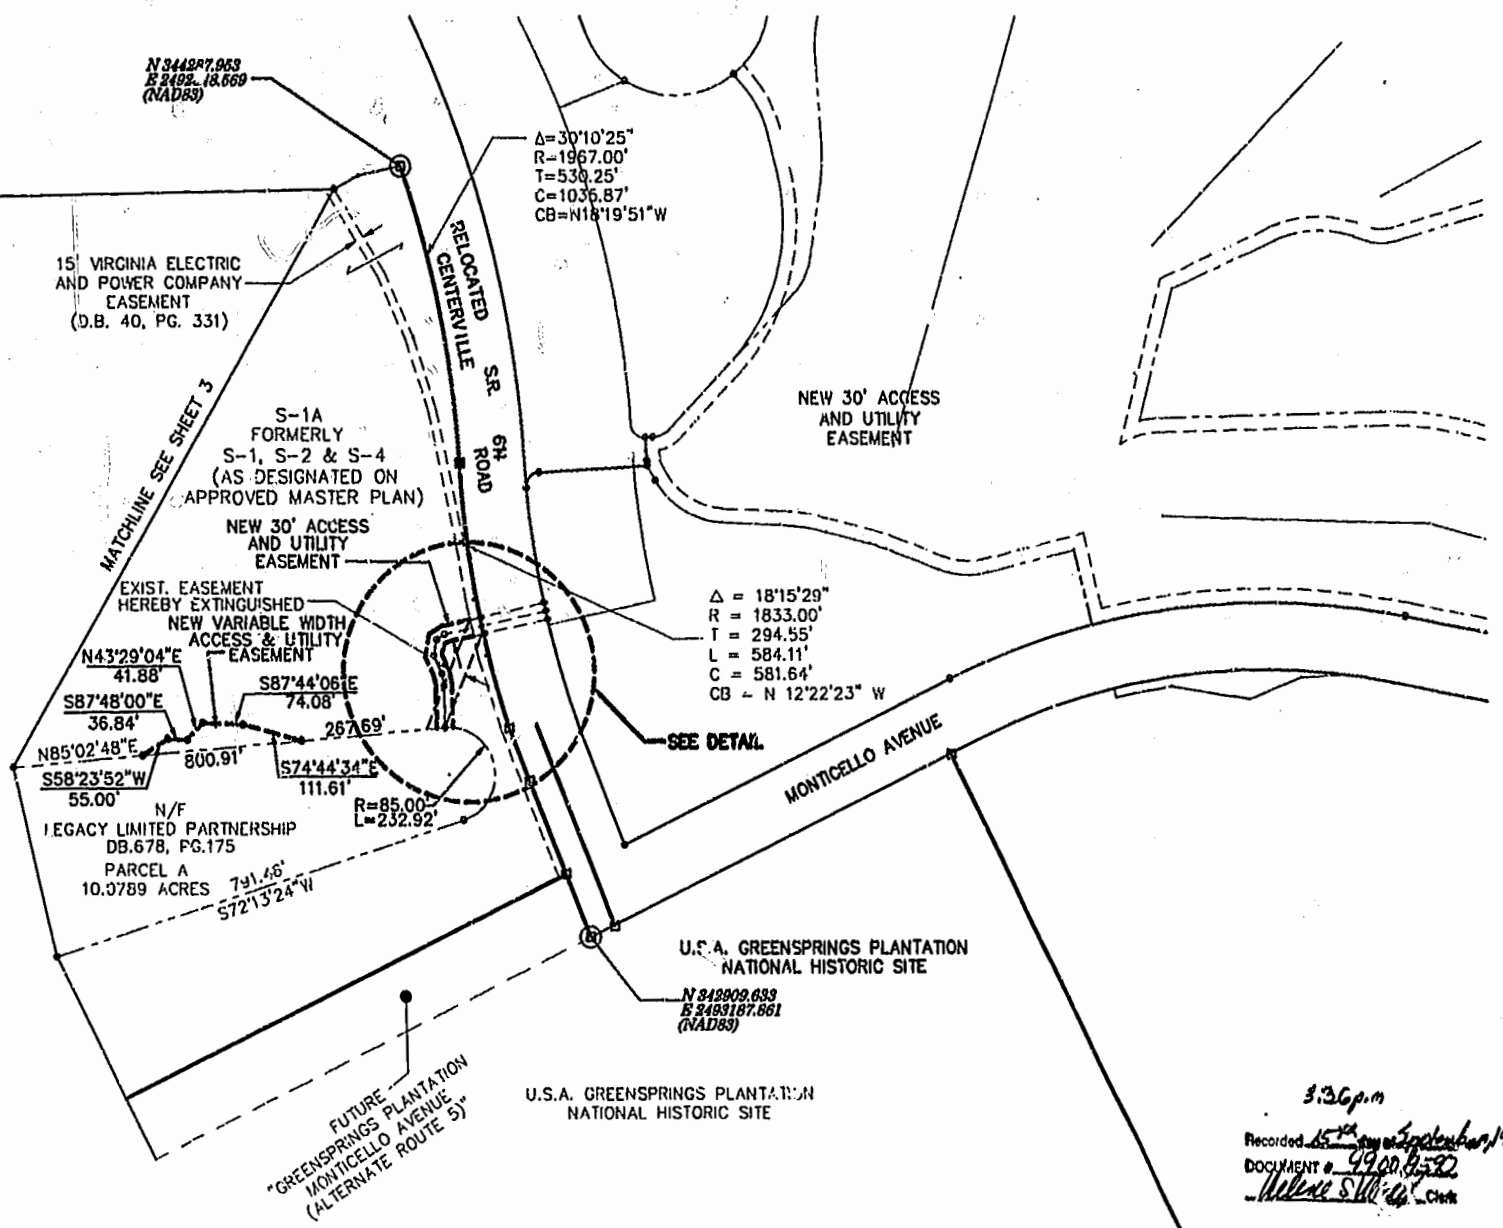 N 344287.953
(NAD83)
Δ=30°10'25"
R=1967.00'
T=530.25'
C=1036.87'
CB=N18°19'51"W
15' VIRGINIA ELECTRIC
AND POWER COMPANY
EASEMENT
(D.B. 40, PG. 331)
RELOCATED S.R. 614
CENTERVILLE ROAD
MATCHLINE SEE SHEET 3
S-1A
FORMERLY
S-1, S-2 & S-4
(AS DESIGNATED ON
APPROVED MASTER PLAN)
NEW 30' ACCESS
AND UTILITY
EASEMENT
NEW 30' ACCESS
AND UTILITY
EASEMENT
EXIST. EASEMENT
HEREBY EXTINGUISHED
NEW VARIABLE WIDTH
ACCESS & UTILITY
EASEMENT
Δ = 18°15'29"
R = 1833.00'
T = 294.55'
L = 584.11'
C = 581.64'
CB = N 12°22'23" W
N43°29'04"E
41.88'
S87°48'00"E
36.84'
S87°44'06"E
74.08'
267.69'
N85°02'48"E
800.91'
S58°23'52"W
55.00'
S74°44'34"E
111.61'
R=85.00'
L=232.92'
SEE DETAIL
MONTICELLO AVENUE
N/F
LEGACY LIMITED PARTNERSHIP
DB.678, PG.175
PARCEL A
10.0789 ACRES
791.46'
S72°13'24"W
U.S.A. GREENSPRINGS PLANTATION
NATIONAL HISTORIC SITE
N 342909.633
E 2493187.861
(NAD83)
U.S.A. GREENSPRINGS PLANTATION
NATIONAL HISTORIC SITE
FUTURE
"GREENSPRINGS PLANTATION
MONTICELLO AVENUE
(ALTERNATE ROUTE 5)"
3:36 p.m
Recorded 15th day of September, 19
DOCUMENT #
Clerk